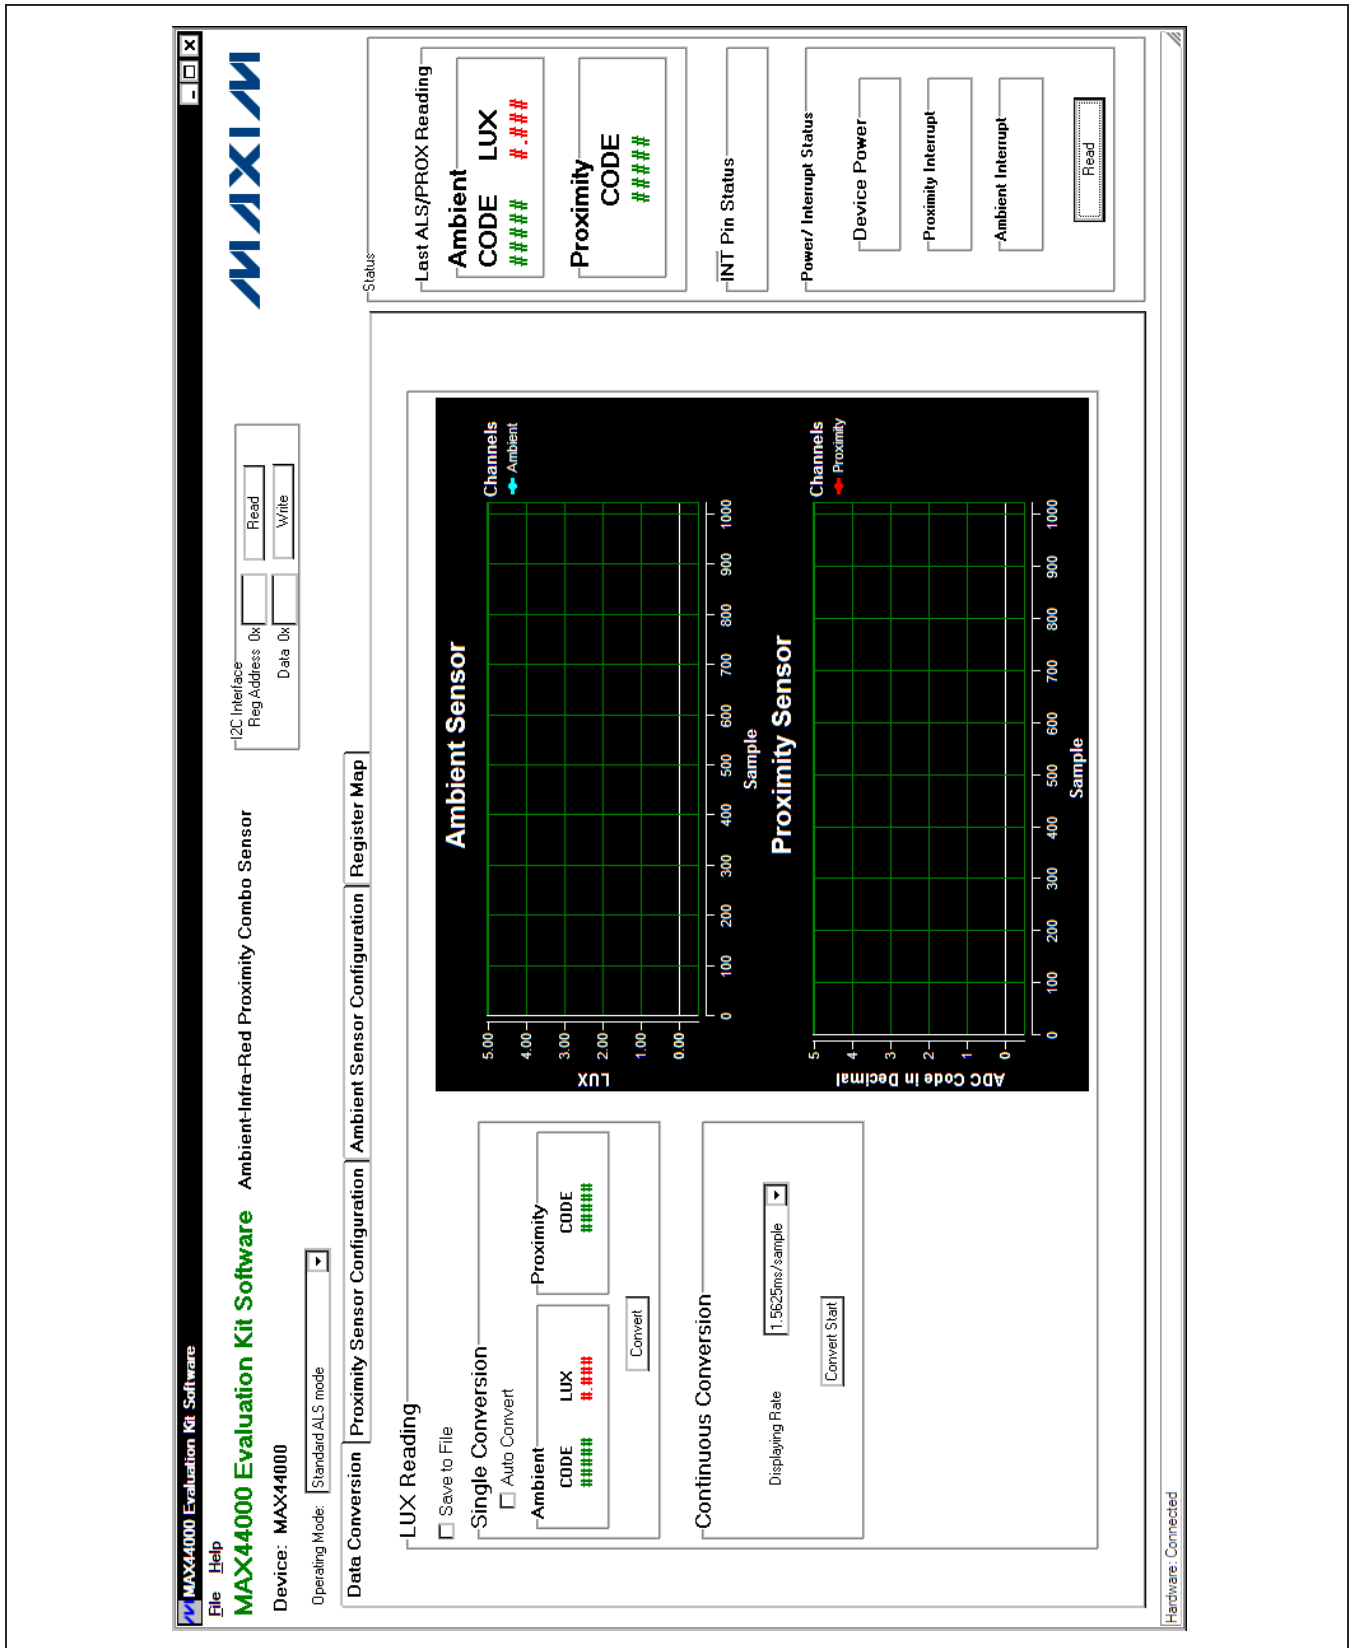 MAX44000 Evaluation Kit Software
File Help
MAX44000 Evaluation Kit Software Ambient-Infra-Red Proximity Combo Sensor
MAXIM
Device: MAX44000
Operating Mode: Standard ALS mode
I2C Interface
Reg Address 0x Read
Data 0x Write
Data Conversion Proximity Sensor Configuration Ambient Sensor Configuration Register Map
LUX Reading
Save to File
Single Conversion
Auto Convert
Ambient
CODE LUX
##### #.###
Proximity
CODE
#####
Convert
Continuous Conversion
Displaying Rate 1.5625ms/sample
Convert Start
Ambient Sensor
Channels
Ambient
LUX
5.00
4.00
3.00
2.00
1.00
0.00
0 100 200 300 400 500 600 700 800 900 1000
Sample
Proximity Sensor
Channels
Proximity
ADC Code in Decimal
5
4
3
2
1
0
0 100 200 300 400 500 600 700 800 900 1000
Sample
Status
Last ALS/PROX Reading
Ambient
CODE LUX
##### #.###
Proximity
CODE
#####
INT Pin Status
Power/ Interrupt Status
Device Power
Proximity Interrupt
Ambient Interrupt
Read
Hardware: Connected